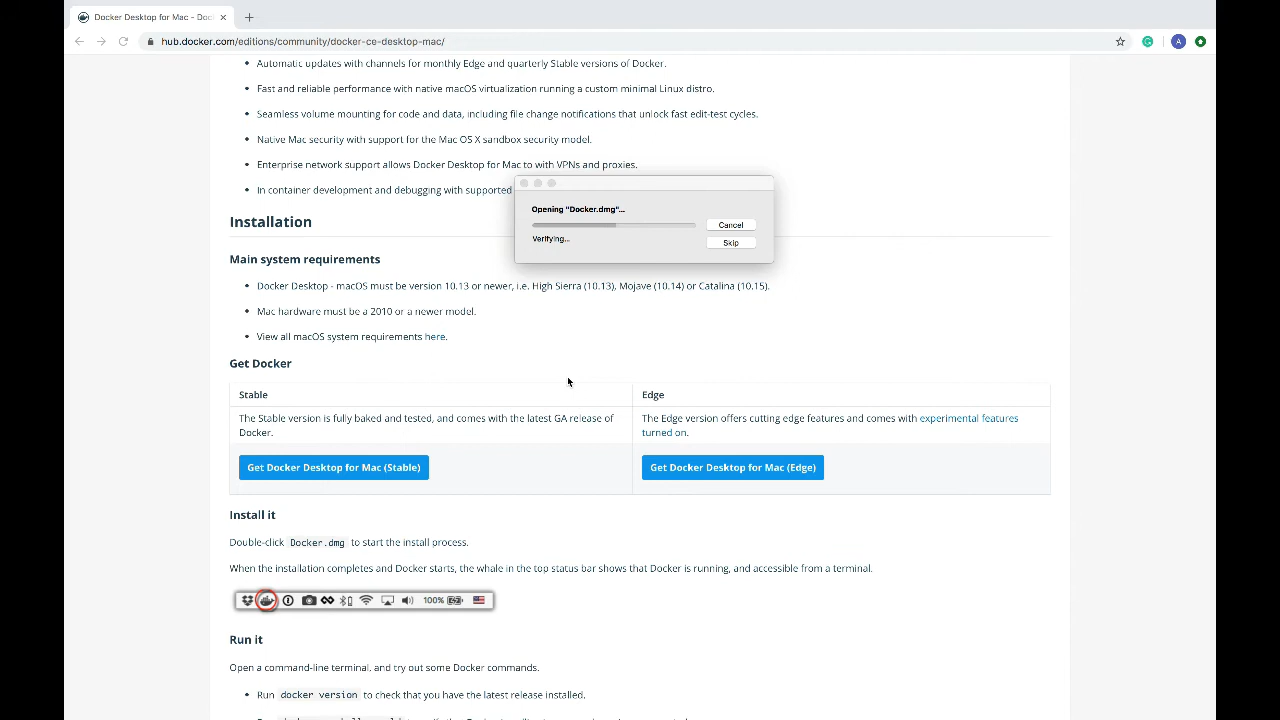 Docker Desktop for Mac - Doc
hub.docker.com/editions/community/docker-ce-desktop-mac/
A
Automatic updates with channels for monthly Edge and quarterly Stable versions of Docker.
Fast and reliable performance with native macOS virtualization running a custom minimal Linux distro.
Seamless volume mounting for code and data, including file change notifications that unlock fast edit-test cycles.
Native Mac security with support for the Mac OS X sandbox security model.
Enterprise network support allows Docker Desktop for Mac to with VPNs and proxies.
In container development and debugging with supported
Opening "Docker.dmg"...
Cancel
Verifying...
Skip
Installation
Main system requirements
Docker Desktop - macOS must be version 10.13 or newer, i.e. High Sierra (10.13), Mojave (10.14) or Catalina (10.15).
Mac hardware must be a 2010 or a newer model.
View all macOS system requirements here.
Get Docker
Stable
Edge
The Stable version is fully baked and tested, and comes with the latest GA release of
Docker.
The Edge version offers cutting edge features and comes with experimental features
turned on.
Get Docker Desktop for Mac (Stable)
Get Docker Desktop for Mac (Edge)
Install it
Double-click Docker.dmg to start the install process.
When the installation completes and Docker starts, the whale in the top status bar shows that Docker is running, and accessible from a terminal.
100%
Run it
Open a command-line terminal, and try out some Docker commands.
Run docker version to check that you have the latest release installed.